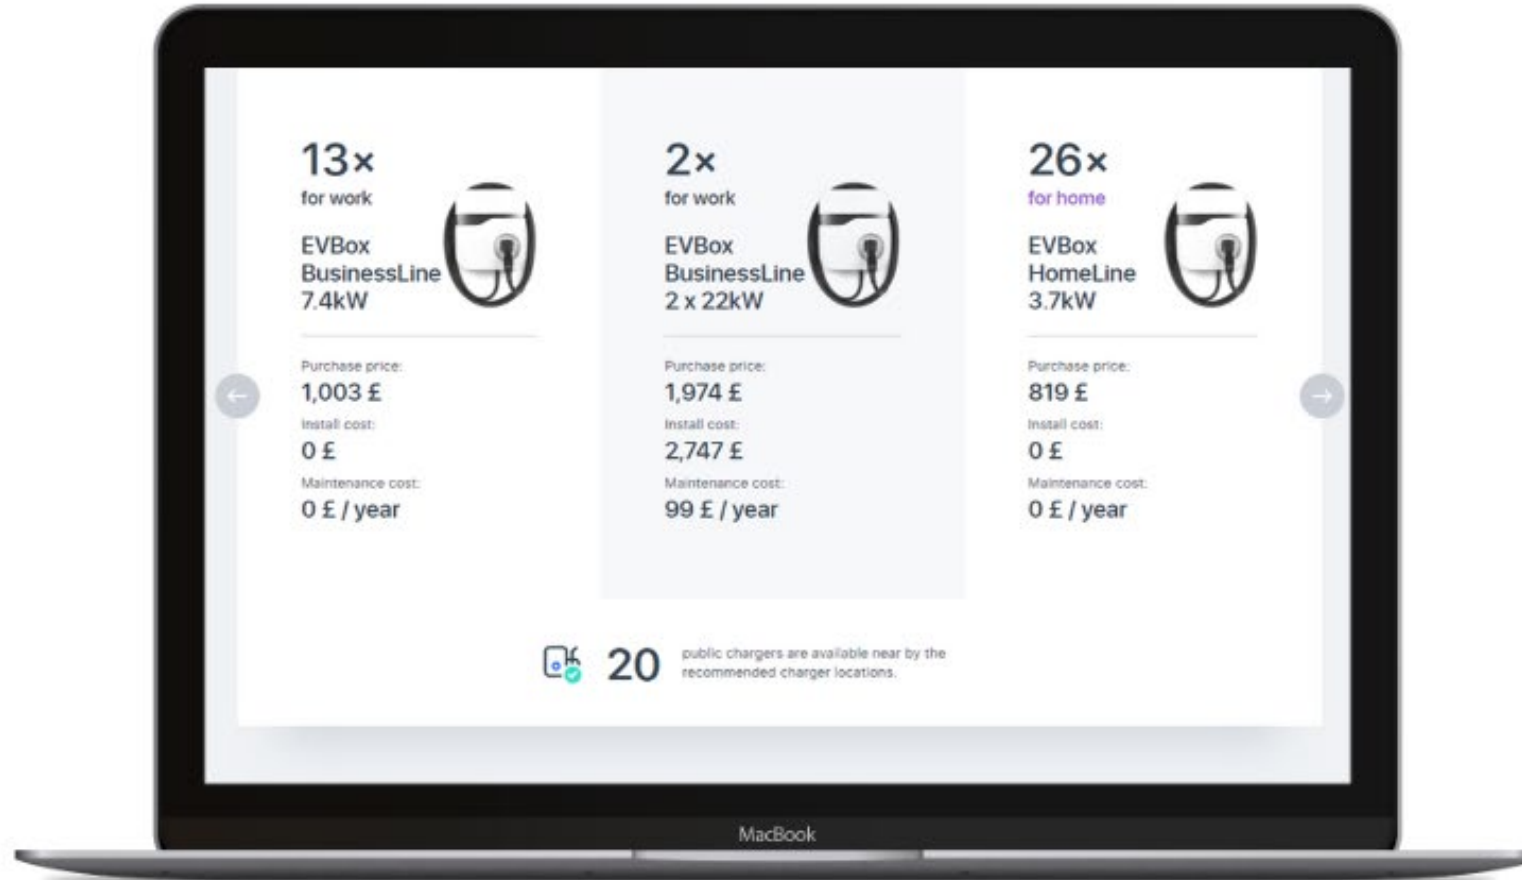 13×
for work
EVBox
BusinessLine
7.4kW
Purchase price:
1,003 £
Install cost:
0 £
Maintenance cost:
0 £ / year
2×
for work
EVBox
BusinessLine
2 x 22kW
Purchase price:
1,974 £
Install cost:
2,747 £
Maintenance cost:
99 £ / year
26×
for home
EVBox
HomeLine
3.7kW
Purchase price:
819 £
Install cost:
0 £
Maintenance cost:
0 £ / year
20
public chargers are available near by the
recommended charger locations.
MacBook